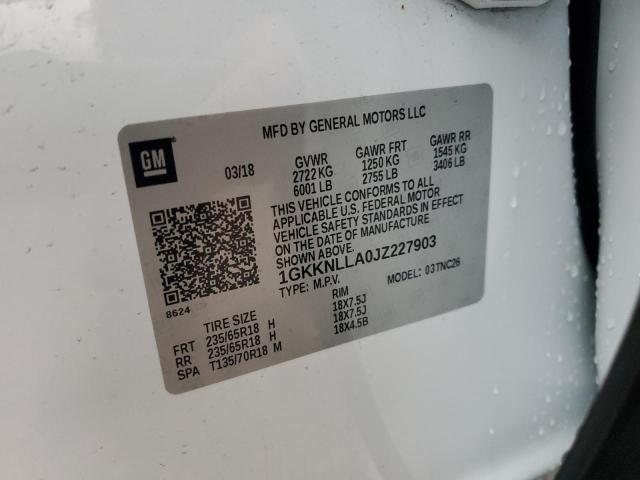 MFD BY GENERAL MOTORS LLC
GM
03/18
GVWR GAWR FRT GAWR RR
2722 KG 1250 KG 1545 KG
6001 LB 2755 LB 3406 LB
THIS VEHICLE CONFORMS TO ALL
APPLICABLE U.S. FEDERAL MOTOR
VEHICLE SAFETY STANDARDS IN EFFECT
ON THE DATE OF MANUFACTURE
SHOWN ABOVE.
1GKKNLLA0JZ227903
TYPE: M.P.V. MODEL: 03TNC26
8624
TIRE SIZE RIM
FRT 235/65R18 H 18X7.5J
RR 235/65R18 H 18X7.5J
SPA T135/70R18 M 18X4.5B